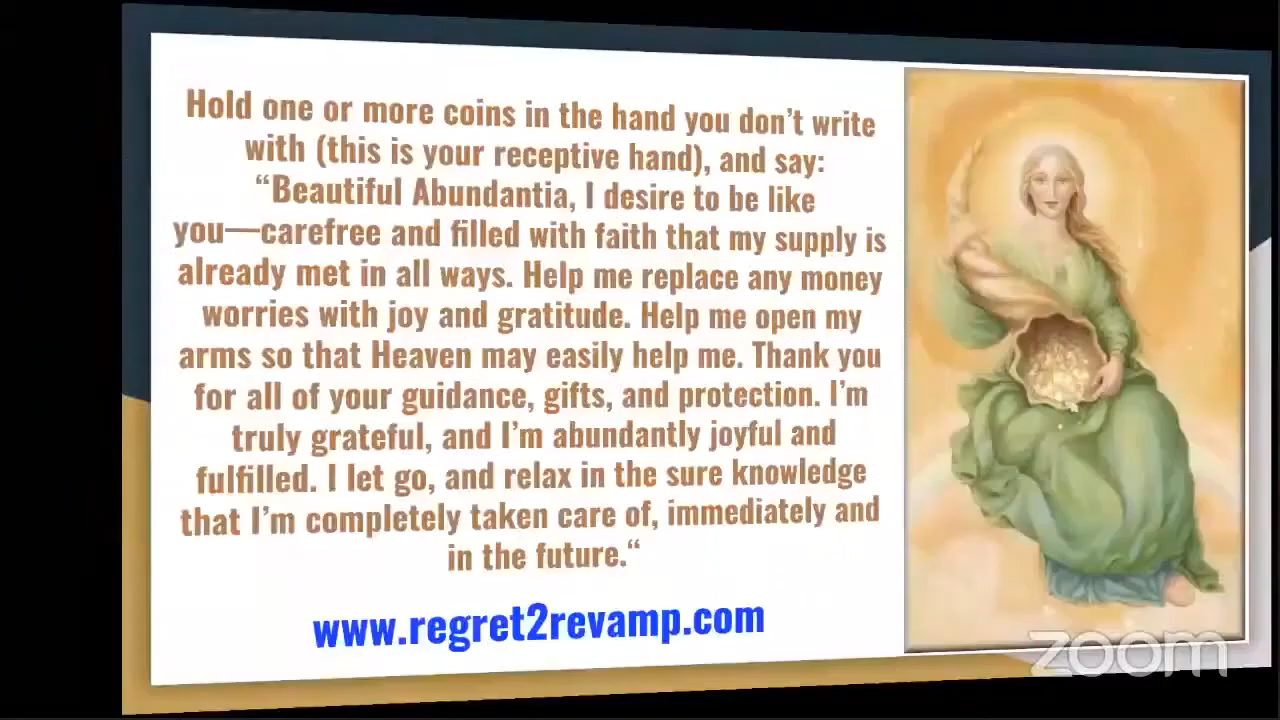 Hold one or more coins in the hand you don't write
with (this is your receptive hand), and say:
“Beautiful Abundantia, I desire to be like
you—carefree and filled with faith that my supply is
already met in all ways. Help me replace any money
worries with joy and gratitude. Help me open my
arms so that Heaven may easily help me. Thank you
for all of your guidance, gifts, and protection. I'm
truly grateful, and I'm abundantly joyful and
fulfilled. I let go, and relax in the sure knowledge
that I'm completely taken care of, immediately and
in the future.“
www.regret2revamp.com
zoom